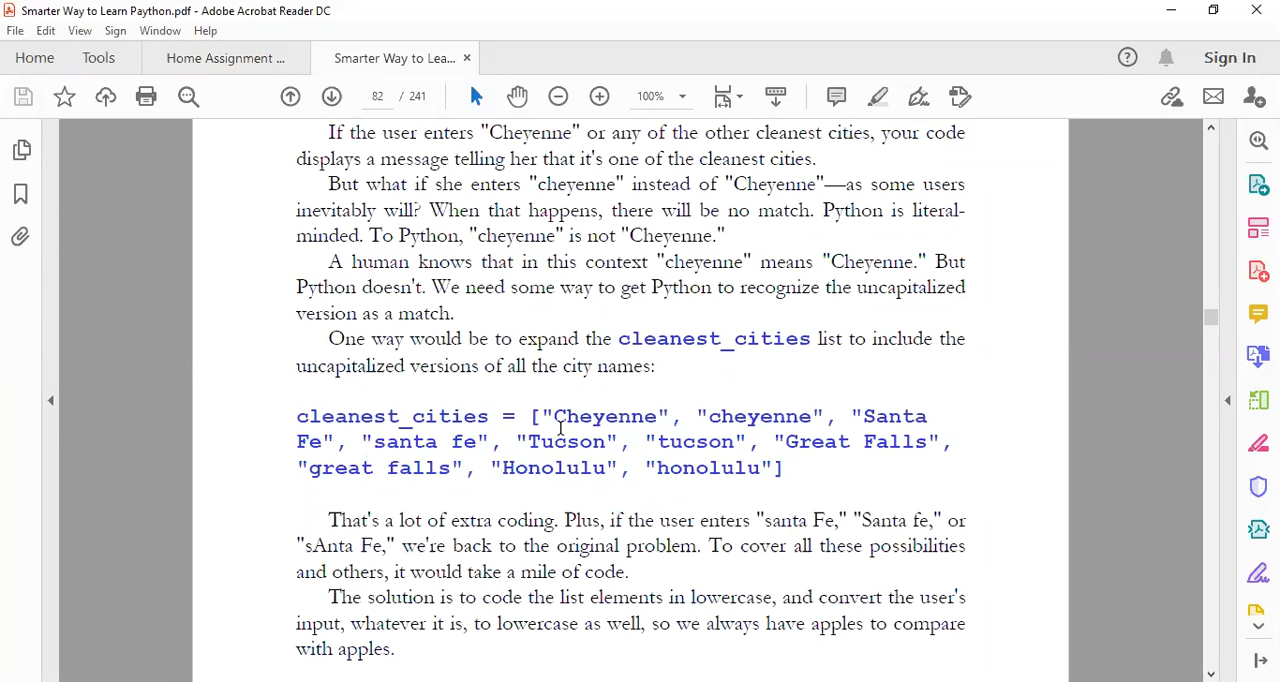 Smarter Way to Learn Paython.pdf - Adobe Acrobat Reader DC
File Edit View Sign Window Help
Home Tools Home Assignment ... Smarter Way to Lea... × Sign In
82 / 241 100%
If the user enters "Cheyenne" or any of the other cleanest cities, your code
displays a message telling her that it's one of the cleanest cities.
But what if she enters "cheyenne" instead of "Cheyenne"—as some users
inevitably will? When that happens, there will be no match. Python is literal-
minded. To Python, "cheyenne" is not "Cheyenne."
A human knows that in this context "cheyenne" means "Cheyenne." But
Python doesn't. We need some way to get Python to recognize the uncapitalized
version as a match.
One way would be to expand the cleanest_cities list to include the
uncapitalized versions of all the city names:
cleanest_cities = ["Cheyenne", "cheyenne", "Santa
Fe", "santa fe", "Tucson", "tucson", "Great Falls",
"great falls", "Honolulu", "honolulu"]
That's a lot of extra coding. Plus, if the user enters "santa Fe," "Santa fe," or
"sAnta Fe," we're back to the original problem. To cover all these possibilities
and others, it would take a mile of code.
The solution is to code the list elements in lowercase, and convert the user's
input, whatever it is, to lowercase as well, so we always have apples to compare
with apples.